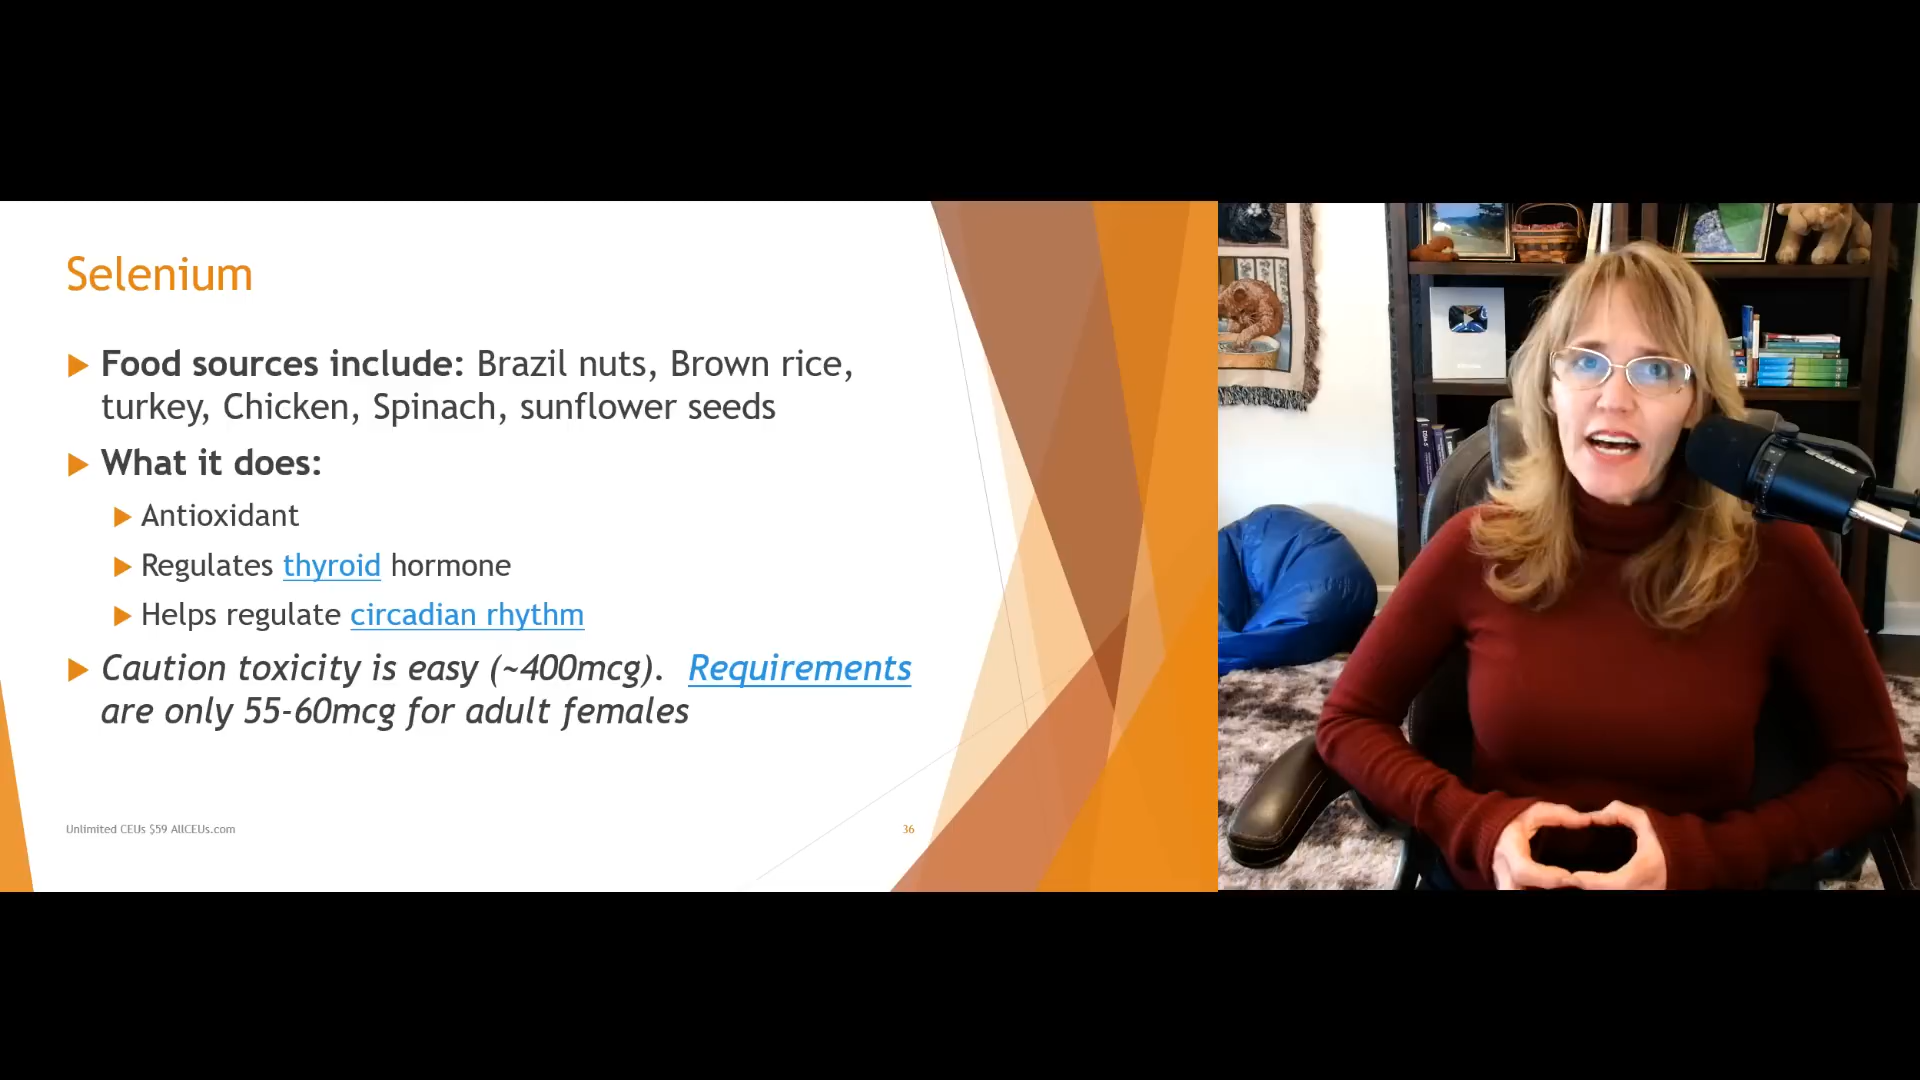 Selenium
Food sources include: Brazil nuts, Brown rice,
turkey, Chicken, Spinach, sunflower seeds
What it does:
Antioxidant
Regulates thyroid hormone
Helps regulate circadian rhythm
Caution toxicity is easy (~400mcg). Requirements
are only 55-60mcg for adult females
Unlimited CEUs $59 AllCEUs.com
36
SHURE